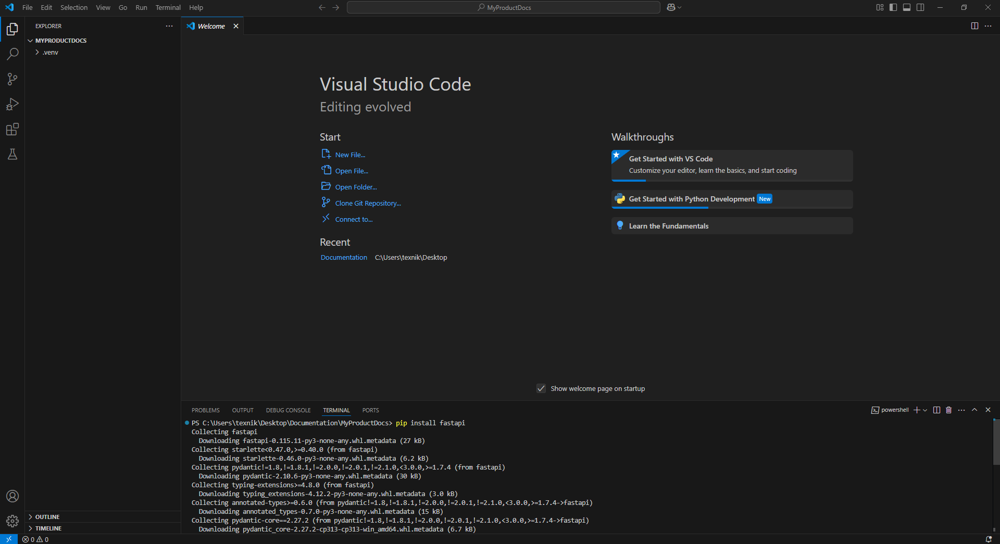 File Edit Selection View Go Run Terminal Help
MyProductDocs
EXPLORER
MYPRODUCTDOCS
.venv
OUTLINE
TIMELINE
Welcome
Visual Studio Code
Editing evolved
Start
New File...
Open File...
Open Folder...
Clone Git Repository...
Connect to...
Recent
Documentation C:\Users\texnik\Desktop
Walkthroughs
Get Started with VS Code
Customize your editor, learn the basics, and start coding
Get Started with Python Development New
Learn the Fundamentals
Show welcome page on startup
PROBLEMS OUTPUT DEBUG CONSOLE TERMINAL PORTS
powershell
PS C:\Users\texnik\Desktop\Documentation\MyProductDocs> pip install fastapi
Collecting fastapi
Downloading fastapi-0.115.11-py3-none-any.whl.metadata (27 kB)
Collecting starlette<0.47.0,>=0.40.0 (from fastapi)
Downloading starlette-0.46.0-py3-none-any.whl.metadata (6.2 kB)
Collecting pydantic!=1.8,!=1.8.1,!=2.0.0,!=2.0.1,!=2.1.0,<3.0.0,>=1.7.4 (from fastapi)
Downloading pydantic-2.10.6-py3-none-any.whl.metadata (30 kB)
Collecting typing-extensions>=4.8.0 (from fastapi)
Downloading typing_extensions-4.12.2-py3-none-any.whl.metadata (3.0 kB)
Collecting annotated-types>=0.6.0 (from pydantic!=1.8,!=1.8.1,!=2.0.0,!=2.0.1,!=2.1.0,<3.0.0,>=1.7.4->fastapi)
Downloading annotated_types-0.7.0-py3-none-any.whl.metadata (15 kB)
Collecting pydantic-core==2.27.2 (from pydantic!=1.8,!=1.8.1,!=2.0.0,!=2.0.1,!=2.1.0,<3.0.0,>=1.7.4->fastapi)
Downloading pydantic_core-2.27.2-cp313-cp313-win_amd64.whl.metadata (6.7 kB)
0 0